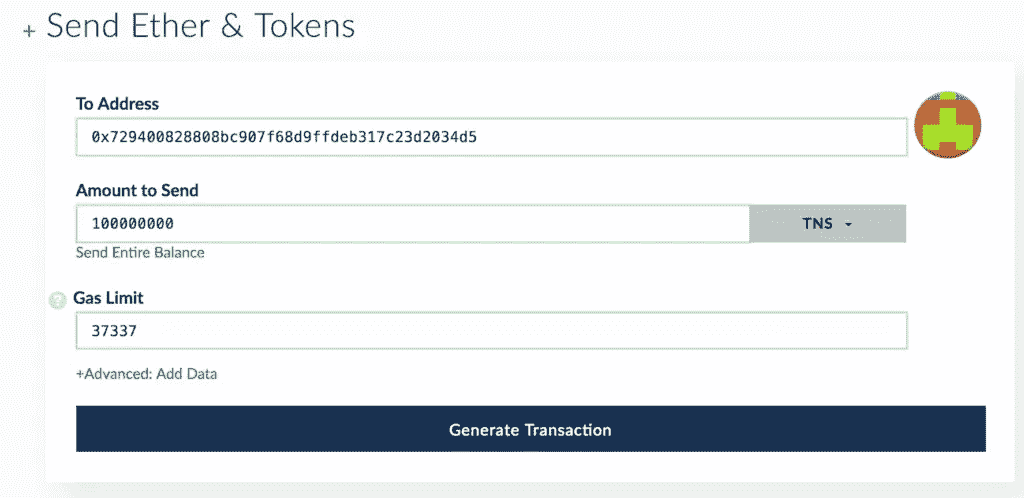 + Send Ether & Tokens
To Address
0x729400828808bc907f68d9ffdeb317c23d2034d5
Amount to Send
100000000
TNS
Send Entire Balance
Gas Limit
37337
+Advanced: Add Data
Generate Transaction